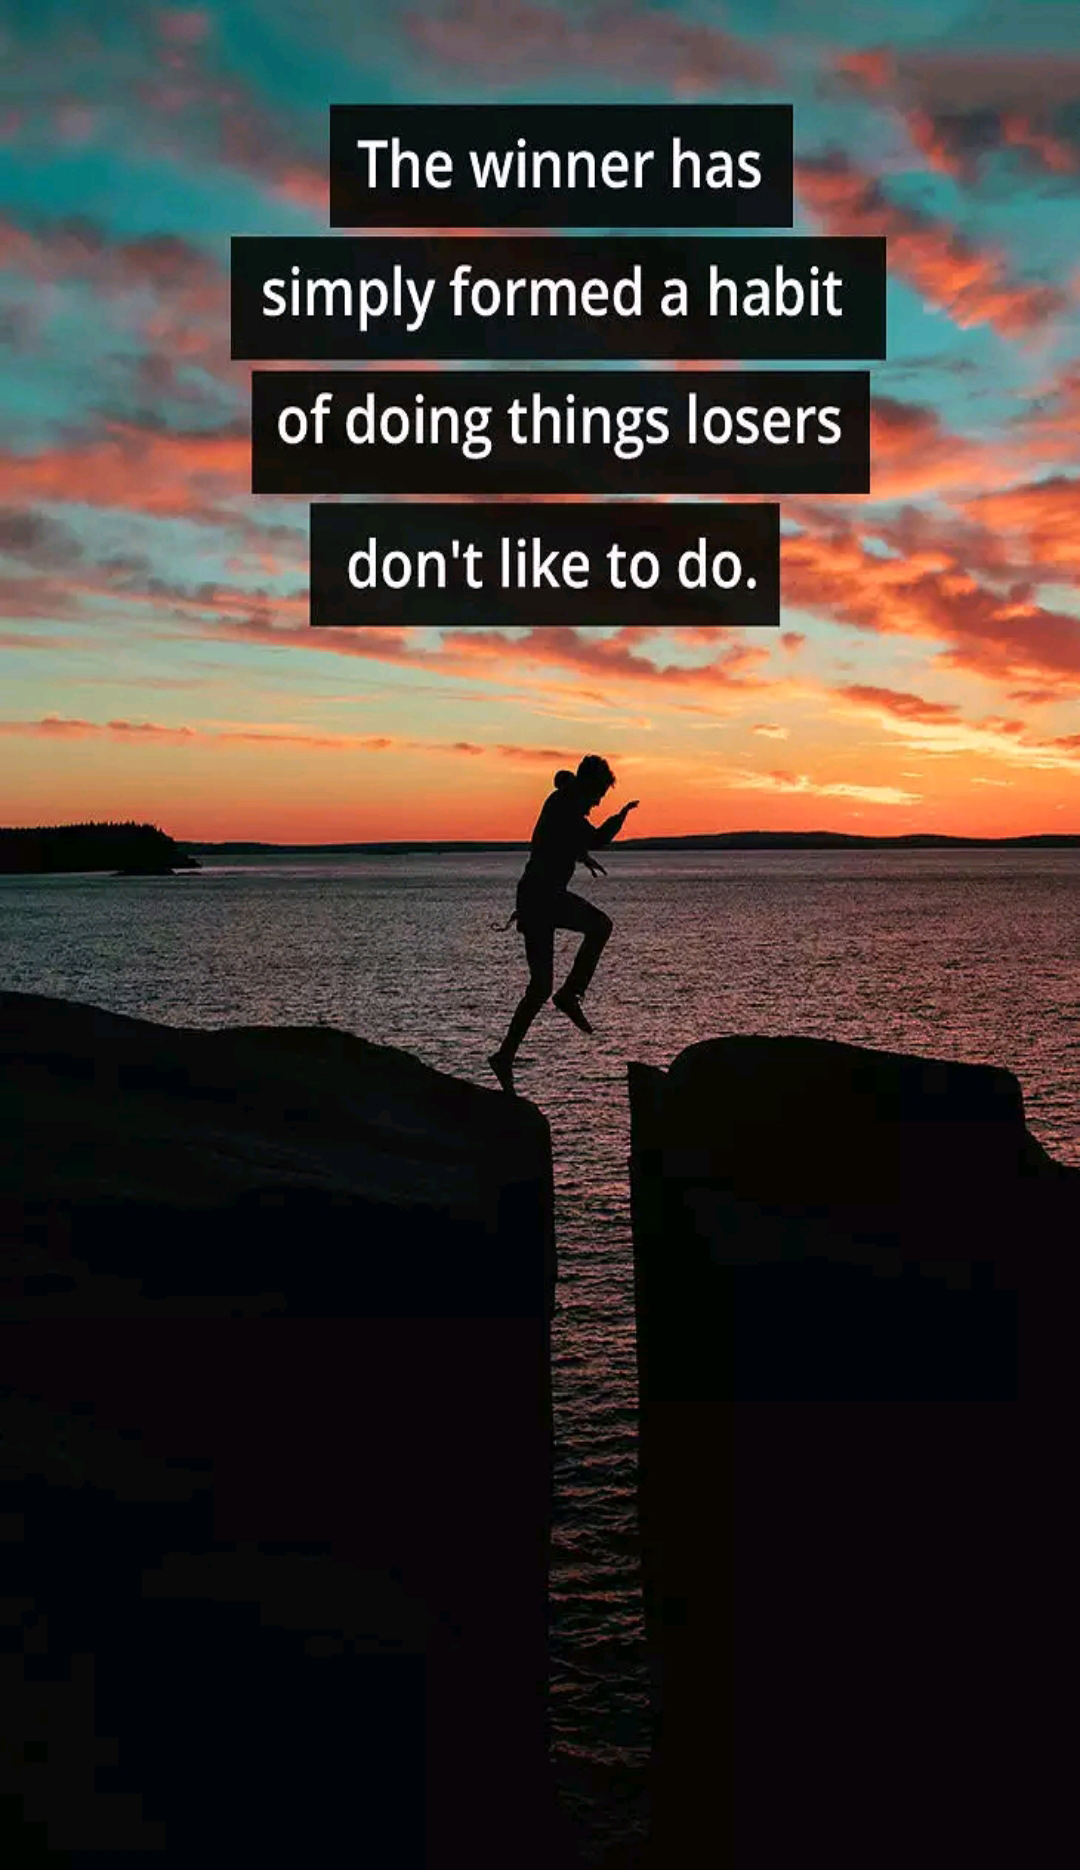 The winner has
simply formed a habit
of doing things losers
don't like to do.